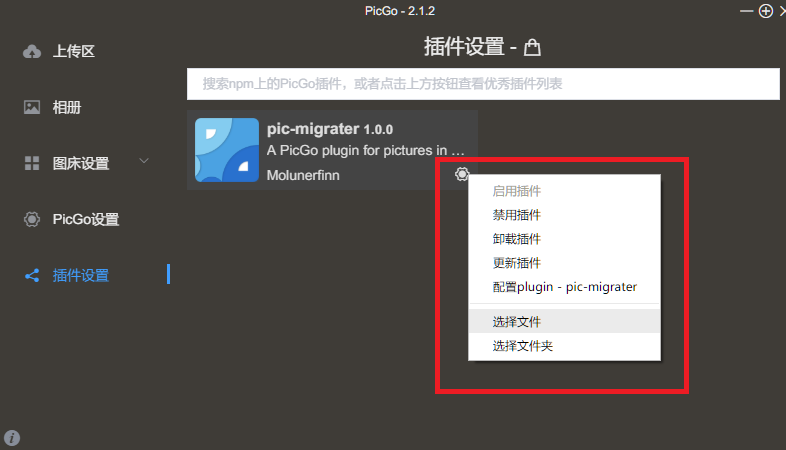 PicGo - 2.1.2
上传区
相册
图床设置
PicGo设置
插件设置
插件设置 -
搜索npm上的PicGo插件，或者点击上方按钮查看优秀插件列表
pic-migrater 1.0.0
A PicGo plugin for pictures in ...
Molunerfinn
启用插件
禁用插件
卸载插件
更新插件
配置plugin - pic-migrater
选择文件
选择文件夹